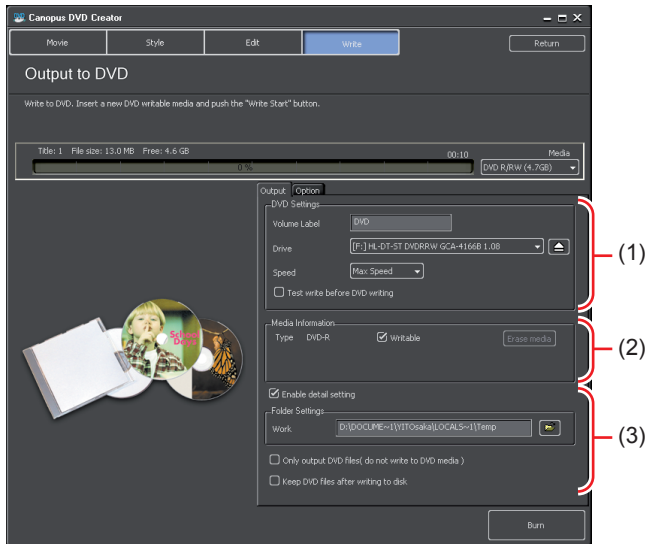 Canopus DVD Creator
Movie Style Edit Write Return
Output to DVD
Write to DVD. Insert a new DVD writable media and push the "Write Start" button.
Title: 1 File size: 13.0 MB Free: 4.6 GB 00:10 Media
0 % DVD R/RW (4.7GB)
Output Option
DVD Settings
Volume Label DVD
Drive [F:] HL-DT-ST DVDRRW GCA-4166B 1.08
(1)
Speed Max Speed
Test write before DVD writing
Media Information
Type DVD-R Writable Erase media
(2)
School Days
Enable detail setting
Folder Settings
Work D:\DOCUME~1\YITOsaka\LOCALS~1\Temp
(3)
Only output DVD files( do not write to DVD media )
Keep DVD files after writing to disk
Burn